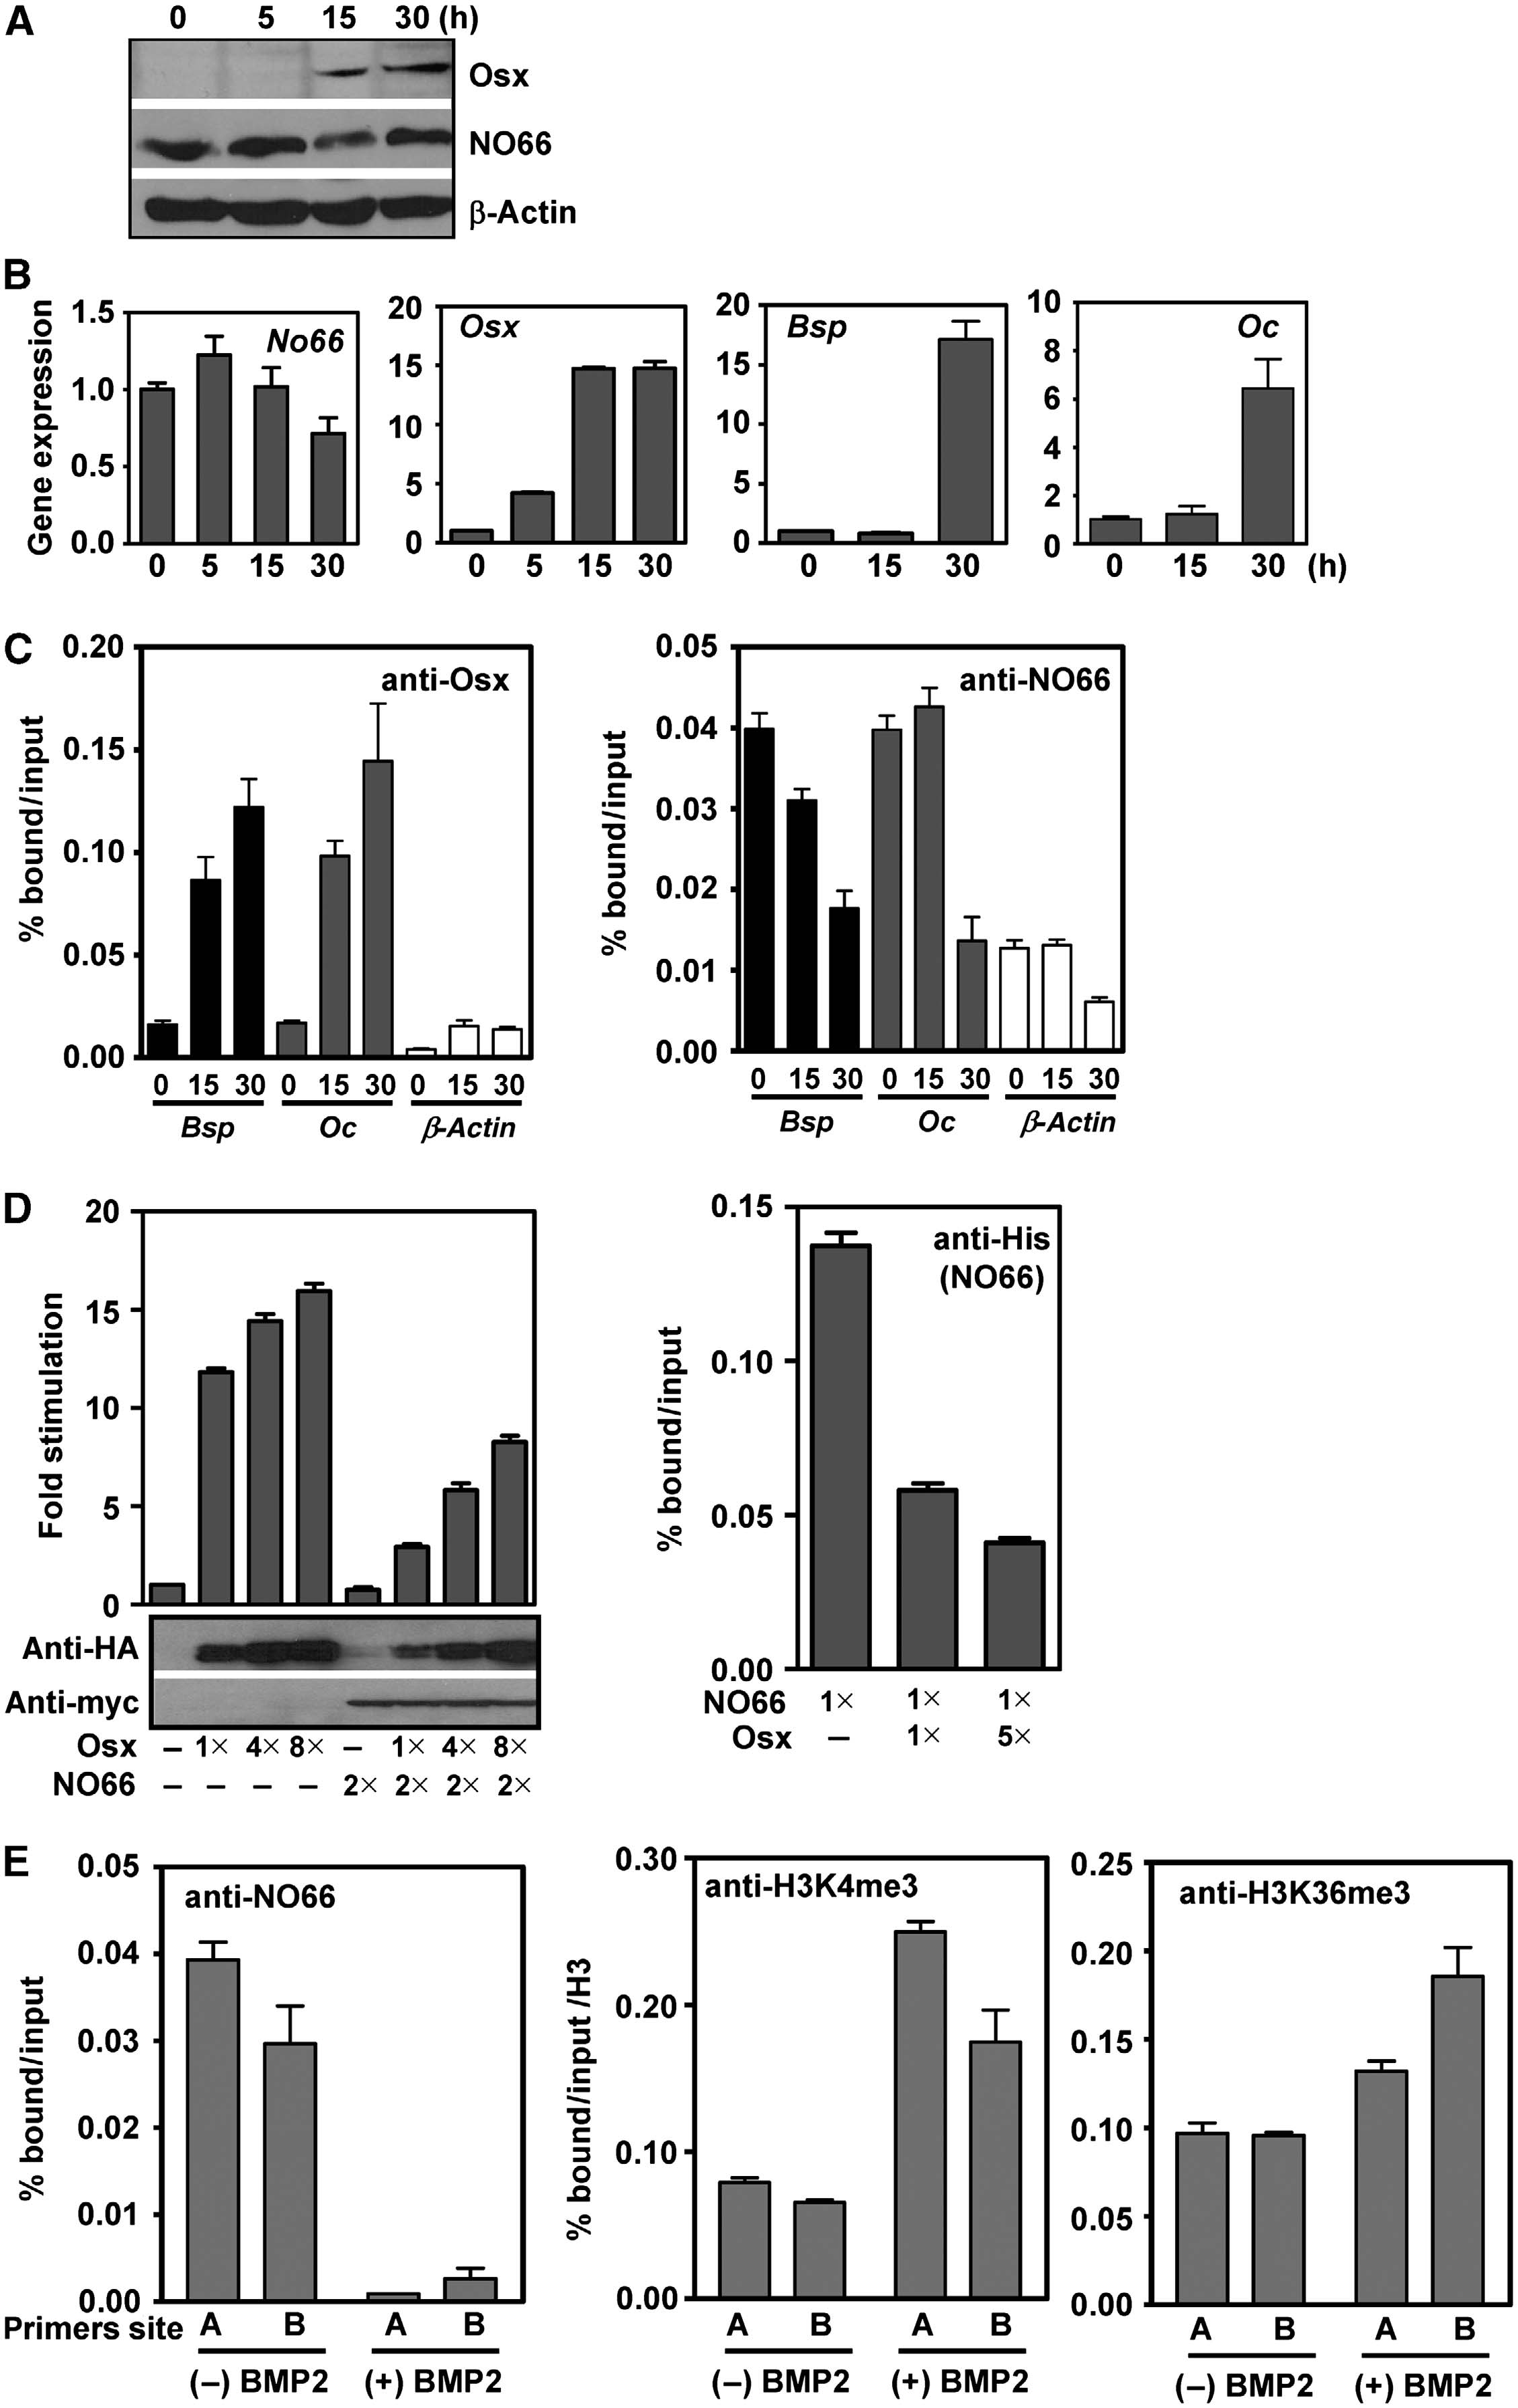 A
0 5 15 30 (h)
Osx
NO66
β-Actin
B
Gene expression
1.5
1.0
0.5
0.0
No66
0 5 15 30
20
15
10
5
0
Osx
0 5 15 30
20
15
10
5
0
Bsp
0 15 30
10
8
6
4
2
0
Oc
0 15 30 (h)
C
% bound/input
0.20
0.15
0.10
0.05
0.00
anti-Osx
0 15 30 0 15 30 0 15 30
Bsp Oc β-Actin
% bound/input
0.05
0.04
0.03
0.02
0.01
0.00
anti-NO66
0 15 30 0 15 30 0 15 30
Bsp Oc β-Actin
D
Fold stimulation
20
15
10
5
0
Anti-HA
Anti-myc
Osx – 1× 4× 8× – 1× 4× 8×
NO66 – – – – 2× 2× 2× 2×
% bound/input
0.15
0.10
0.05
0.00
anti-His
(NO66)
NO66 1× 1× 1×
Osx – 1× 5×
E
% bound/input
0.05
0.04
0.03
0.02
0.01
0.00
anti-NO66
Primers site A B A B
(–) BMP2 (+) BMP2
% bound/input /H3
0.30
0.20
0.10
0.00
anti-H3K4me3
A B A B
(–) BMP2 (+) BMP2
0.25
0.20
0.15
0.10
0.05
0.00
anti-H3K36me3
A B A B
(–) BMP2 (+) BMP2